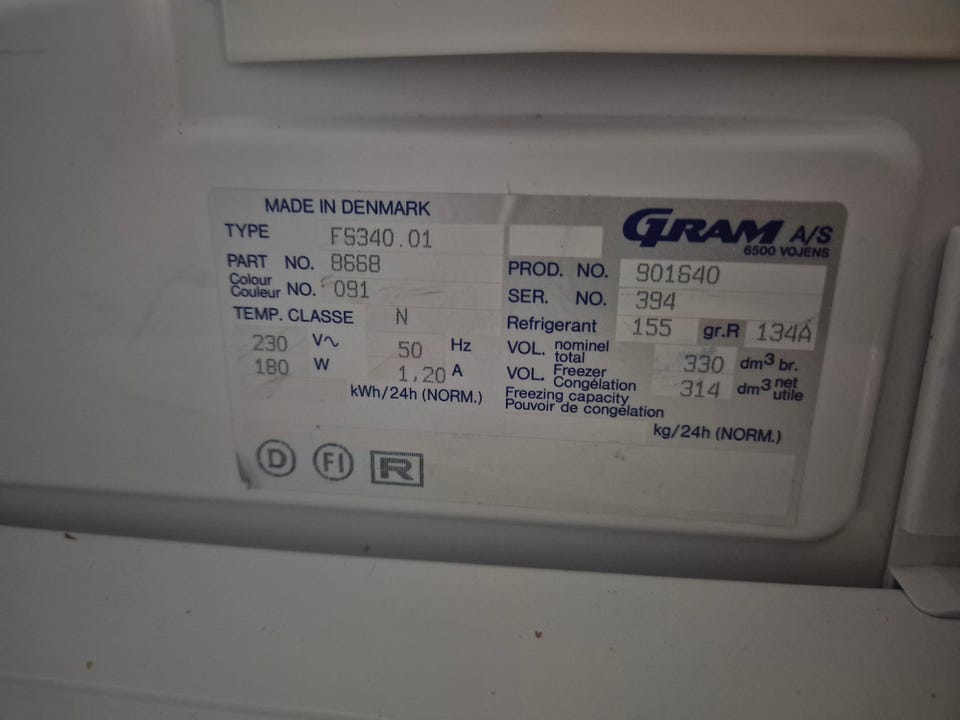 MADE IN DENMARK
TYPE FS340.01
PART NO. 8668
Colour
Couleur NO. 091
TEMP. CLASSE N
230 V~ 50 Hz
180 W 1,20 A
kWh/24h (NORM.)
D FI R
GRAM A/S
6500 VOJENS
PROD. NO. 901640
SER. NO. 394
Refrigerant 155 gr.R 134A
VOL. nominel
total 330 dm3 br.
VOL. Freezer
Congélation 314 dm3 net
utile
Freezing capacity
Pouvoir de congélation
kg/24h (NORM.)